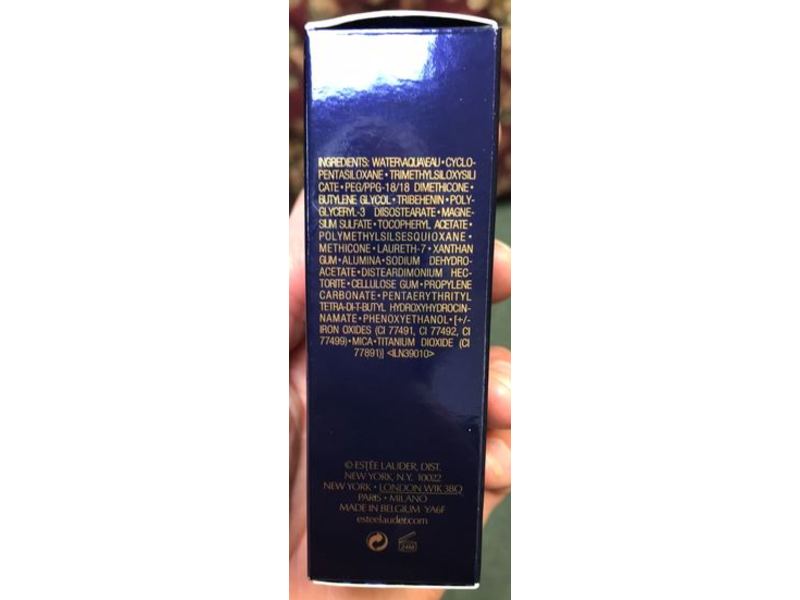 INGREDIENTS: WATER\AQUA\EAU • CYCLO-
PENTASILOXANE • TRIMETHYLSILOXYSILI
CATE • PEG/PPG-18/18 DIMETHICONE •
BUTYLENE GLYCOL • TRIBEHENIN • POLY-
GLYCERYL-3 DIISOSTEARATE • MAGNE-
SIUM SULFATE • TOCOPHERYL ACETATE •
POLYMETHYLSILSESQUIOXANE •
METHICONE • LAURETH-7 • XANTHAN
GUM • ALUMINA • SODIUM DEHYDRO-
ACETATE • DISTEARDIMONIUM HEC-
TORITE • CELLULOSE GUM • PROPYLENE
CARBONATE • PENTAERYTHRITYL
TETRA-DI-T-BUTYL HYDROXYHYDROCIN-
NAMATE • PHENOXYETHANOL • [+/-
IRON OXIDES (CI 77491, CI 77492, CI
77499) • MICA • TITANIUM DIOXIDE (CI
77891)] <ILN39010>
© ESTÉE LAUDER, DIST.
NEW YORK, N.Y. 10022
NEW YORK • LONDON W1K 3BQ
PARIS • MILANO
MADE IN BELGIUM YA6F
esteelauder.com
24M